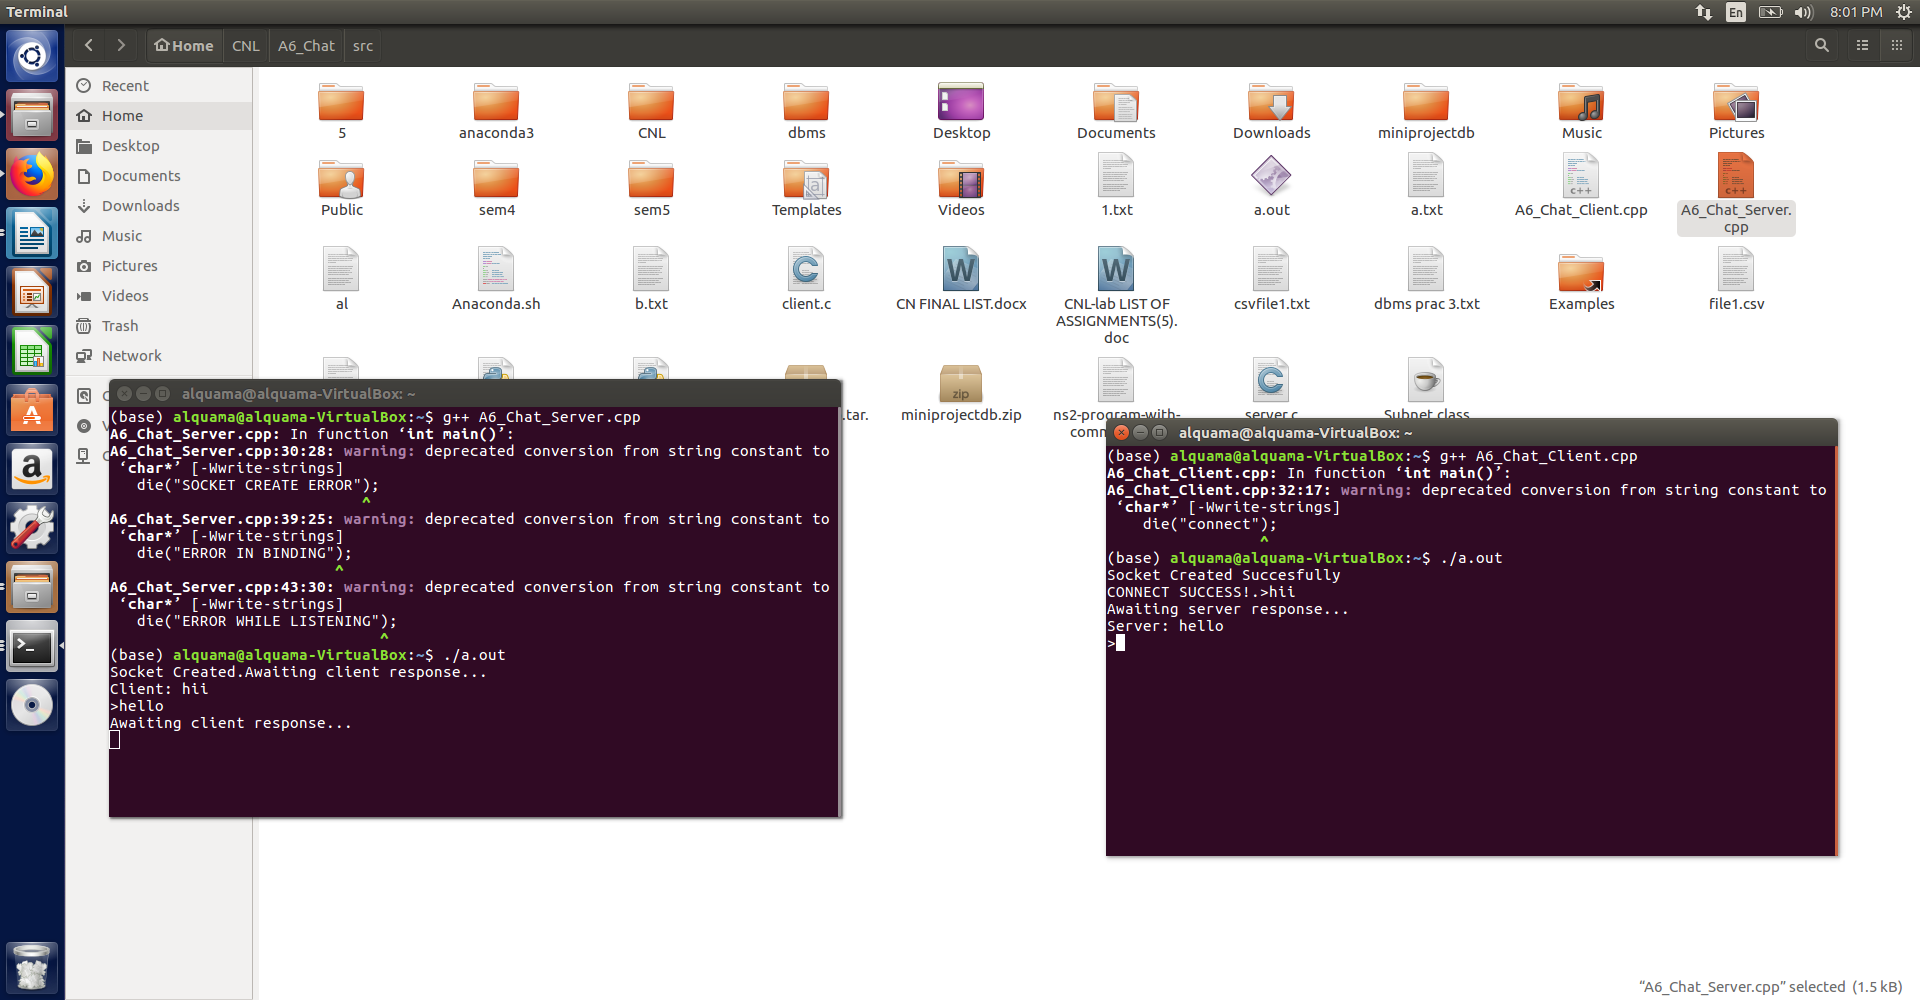 Terminal
En
8:01 PM
Home
CNL
A6_Chat
src
Recent
Home
Desktop
Documents
Downloads
Music
Pictures
Videos
Trash
Network
5
anaconda3
CNL
dbms
Desktop
Documents
Downloads
miniprojectdb
Music
Pictures
Public
sem4
sem5
Templates
Videos
1.txt
a.out
a.txt
A6_Chat_Client.cpp
A6_Chat_Server.
cpp
al
Anaconda.sh
b.txt
client.c
CN FINAL LIST.docx
CNL-lab LIST OF
ASSIGNMENTS(5).
doc
csvfile1.txt
dbms prac 3.txt
Examples
file1.csv
.tar.
zip
miniprojectdb.zip
ns2-program-with-
comm
server.c
Subnet.class
alquama@alquama-VirtualBox: ~
(base) alquama@alquama-VirtualBox:~$ g++ A6_Chat_Server.cpp
A6_Chat_Server.cpp: In function ‘int main()’:
A6_Chat_Server.cpp:30:28: warning: deprecated conversion from string constant to
‘char*’ [-Wwrite-strings]
die("SOCKET CREATE ERROR");
^
A6_Chat_Server.cpp:39:25: warning: deprecated conversion from string constant to
‘char*’ [-Wwrite-strings]
die("ERROR IN BINDING");
^
A6_Chat_Server.cpp:43:30: warning: deprecated conversion from string constant to
‘char*’ [-Wwrite-strings]
die("ERROR WHILE LISTENING");
^
(base) alquama@alquama-VirtualBox:~$ ./a.out
Socket Created.Awaiting client response...
Client: hii
>hello
Awaiting client response...
alquama@alquama-VirtualBox: ~
(base) alquama@alquama-VirtualBox:~$ g++ A6_Chat_Client.cpp
A6_Chat_Client.cpp: In function ‘int main()’:
A6_Chat_Client.cpp:32:17: warning: deprecated conversion from string constant to
‘char*’ [-Wwrite-strings]
die("connect");
^
(base) alquama@alquama-VirtualBox:~$ ./a.out
Socket Created Succesfully
CONNECT SUCCESS!.>hii
Awaiting server response...
Server: hello
>
“A6_Chat_Server.cpp” selected (1.5 kB)